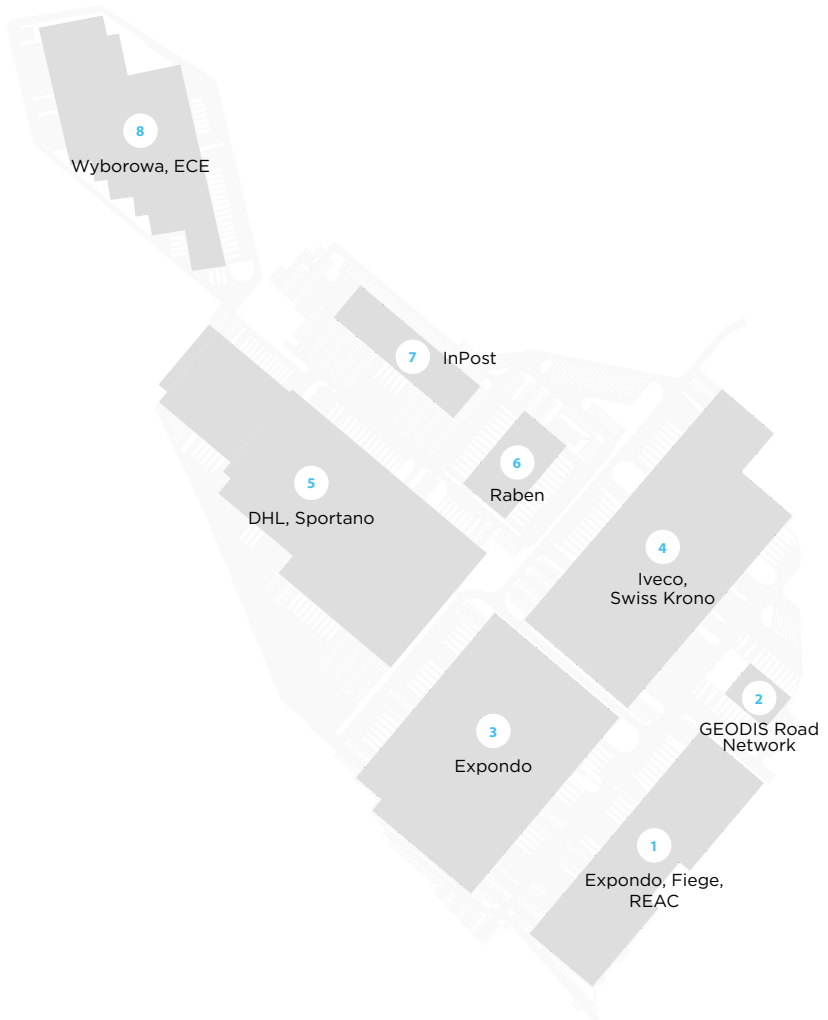 8
Wyborowa, ECE
7
InPost
6
Raben
5
DHL, Sportano
4
Iveco,
Swiss Krono
2
GEODIS Road
Network
3
Expondo
1
Expondo, Fiege,
REAC